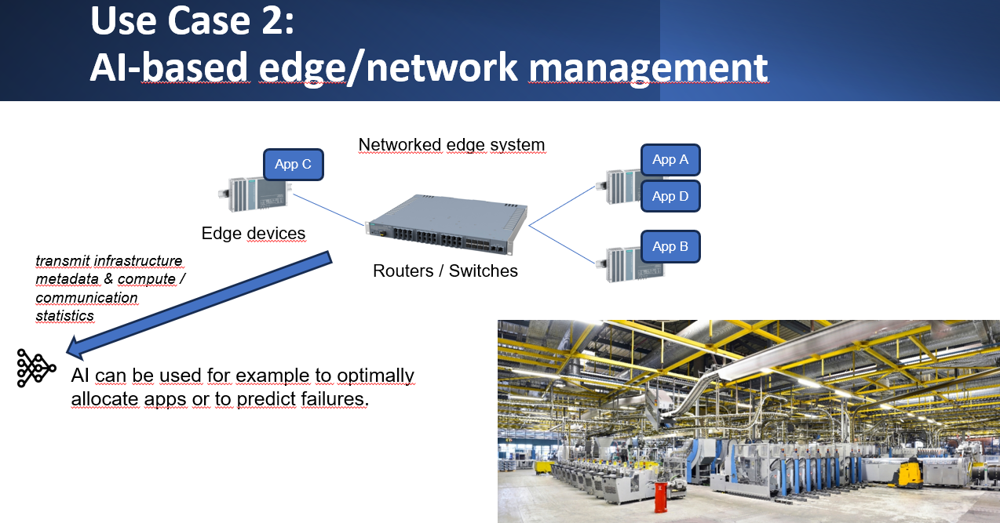 Use Case 2:
AI-based edge/network management
Networked edge system
App C
App A
App D
App B
Edge devices
Routers / Switches
transmit infrastructure
metadata & compute /
communication
statistics
AI can be used for example to optimally
allocate apps or to predict failures.